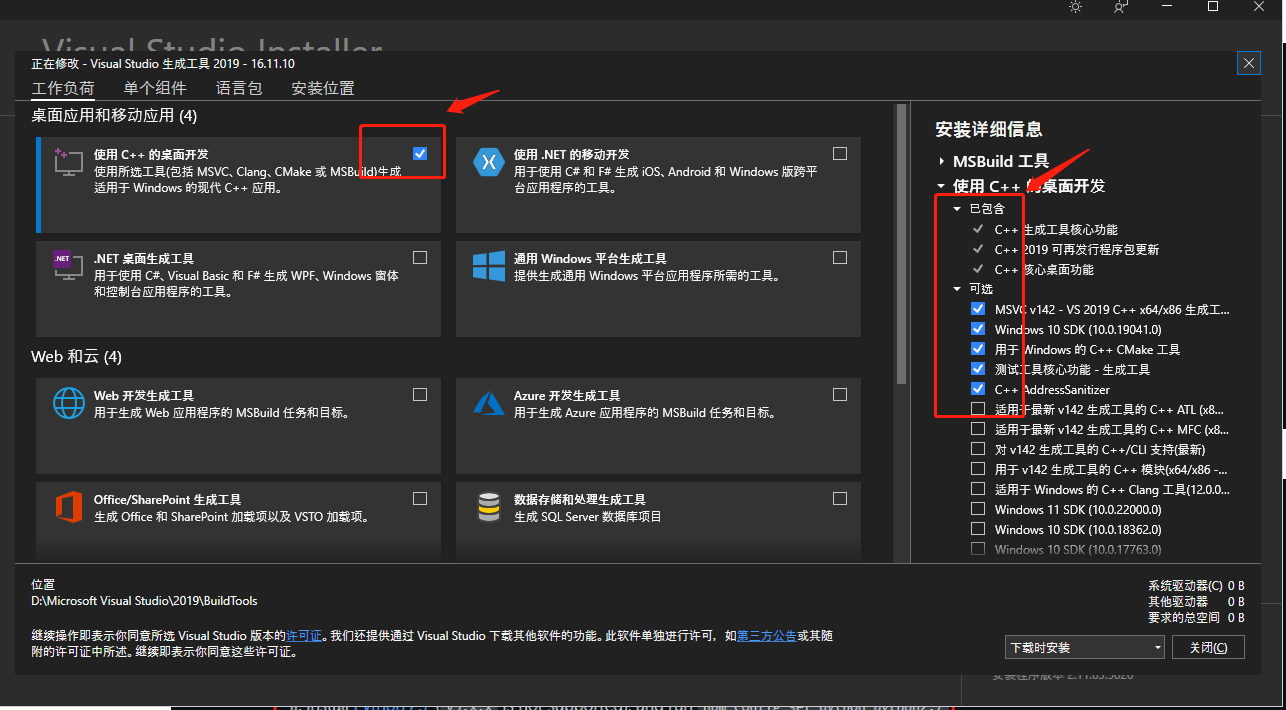 Visual Studio Installer
正在修改 - Visual Studio 生成工具 2019 - 16.11.10
工作负荷 单个组件 语言包 安装位置
桌面应用和移动应用 (4)
使用 C++ 的桌面开发
使用所选工具(包括 MSVC、Clang、CMake 或 MSBuild)生成
适用于 Windows 的现代 C++ 应用。
使用 .NET 的移动开发
用于使用 C# 和 F# 生成 iOS、Android 和 Windows 版跨平
台应用程序的工具。
.NET
.NET 桌面生成工具
用于使用 C#、Visual Basic 和 F# 生成 WPF、Windows 窗体
和控制台应用程序的工具。
通用 Windows 平台生成工具
提供生成通用 Windows 平台应用程序所需的工具。
Web 和云 (4)
Web 开发生成工具
用于生成 Web 应用程序的 MSBuild 任务和目标。
Azure 开发生成工具
用于生成 Azure 应用程序的 MSBuild 任务和目标。
Office/SharePoint 生成工具
生成 Office 和 SharePoint 加载项以及 VSTO 加载项。
数据存储和处理生成工具
生成 SQL Server 数据库项目
安装详细信息
MSBuild 工具
使用 C++ 的桌面开发
已包含
C++ 生成工具核心功能
C++ 2019 可再发行程序包更新
C++ 核心桌面功能
可选
MSVC v142 - VS 2019 C++ x64/x86 生成工...
Windows 10 SDK (10.0.19041.0)
用于 Windows 的 C++ CMake 工具
测试工具核心功能 - 生成工具
C++ AddressSanitizer
适用于最新 v142 生成工具的 C++ ATL (x8...
适用于最新 v142 生成工具的 C++ MFC (x8...
对 v142 生成工具的 C++/CLI 支持(最新)
用于 v142 生成工具的 C++ 模块(x64/x86 -...
适用于 Windows 的 C++ Clang 工具(12.0.0...
Windows 11 SDK (10.0.22000.0)
Windows 10 SDK (10.0.18362.0)
Windows 10 SDK (10.0.17763.0)
位置
D:\Microsoft Visual Studio\2019\BuildTools
继续操作即表示你同意所选 Visual Studio 版本的许可证。我们还提供通过 Visual Studio 下载其他软件的功能。此软件单独进行许可，如第三方公告或其随
附的许可证中所述。继续即表示你同意这些许可证。
系统驱动器(C) 0 B
其他驱动器 0 B
要求的总空间 0 B
下载时安装
关闭(C)